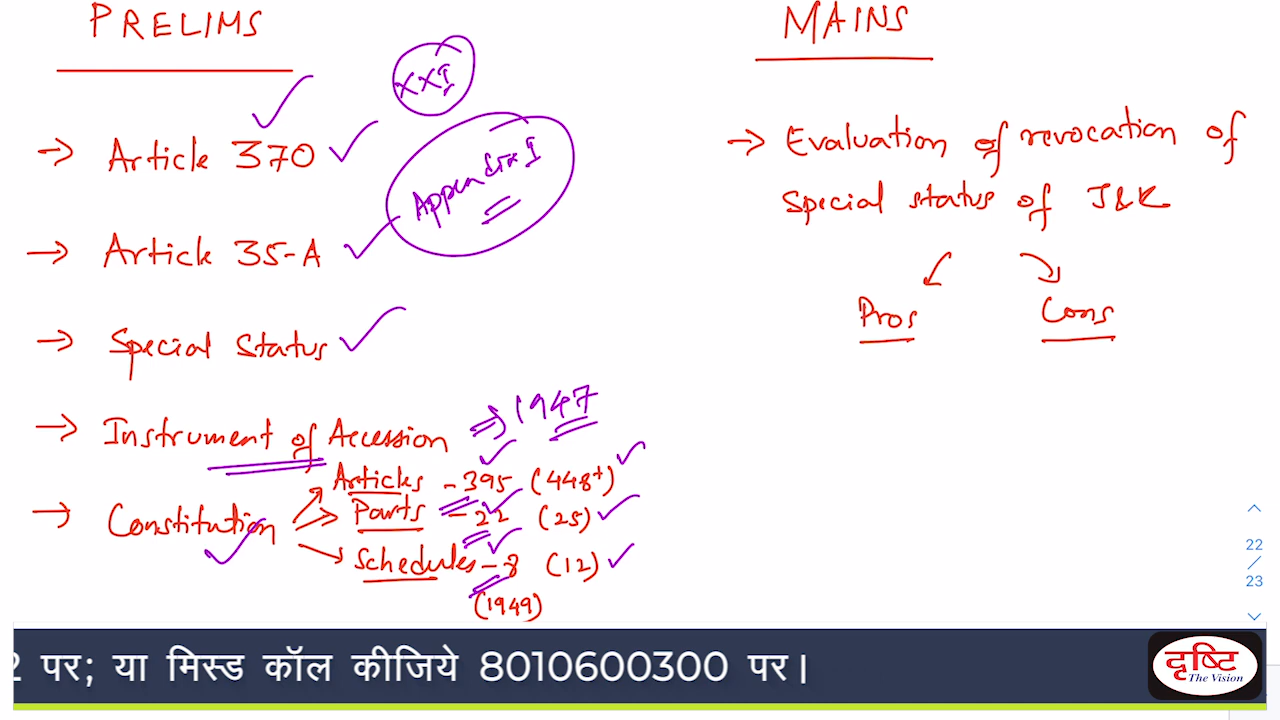 PRELIMS
XXI
→ Article 370
Appendix I
→ Article 35-A
→ Special Status
→ Instrument of Accession ⇒ 1947
→ Constitution
Articles - 395 (448+)
Parts - 22 (25)
Schedules - 8 (12)
(1949)
MAINS
→ Evaluation of revocation of
Special status of J&K
Pros Cons
22
/
23
2 पर; या मिस्ड कॉल कीजिये 8010600300 पर।
दृष्टि
The Vision